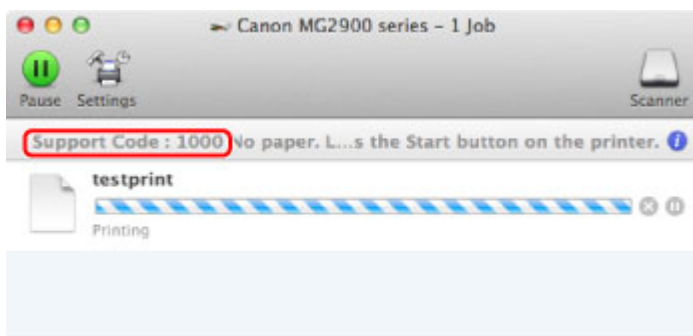 Canon MG2900 series – 1 Job
Pause Settings Scanner
Support Code : 1000 No paper. L...s the Start button on the printer.
testprint
Printing